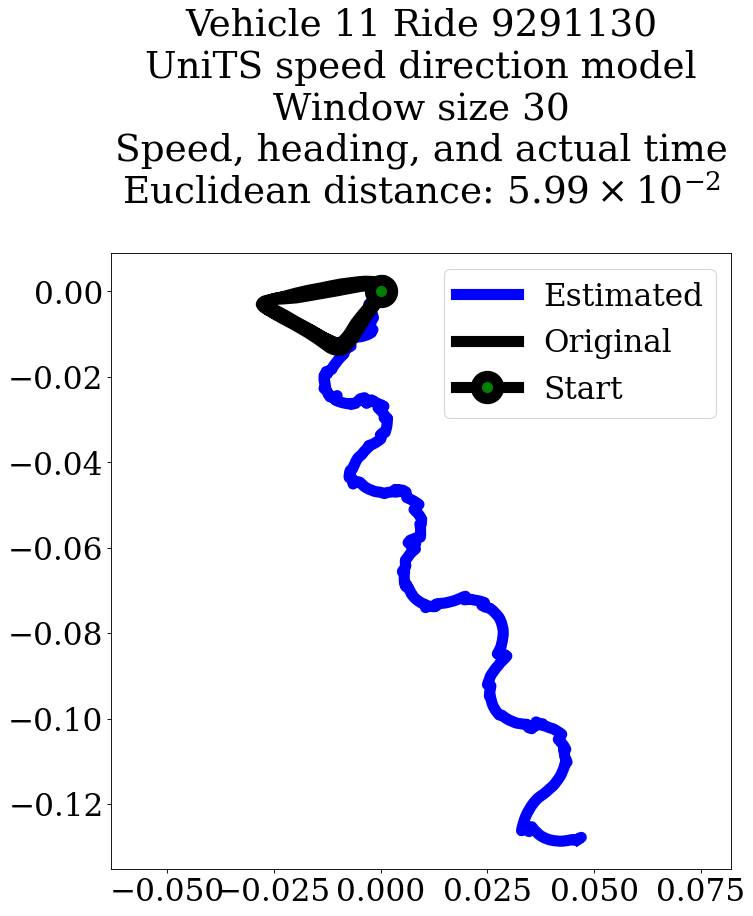 Vehicle 11 Ride 9291130
UniTS speed direction model
Window size 30
Speed, heading, and actual time
Euclidean distance: 5.99 × 10⁻²
Estimated
Original
Start
0.00
−0.02
−0.04
−0.06
−0.08
−0.10
−0.12
−0.050 −0.025 0.000 0.025 0.050 0.075